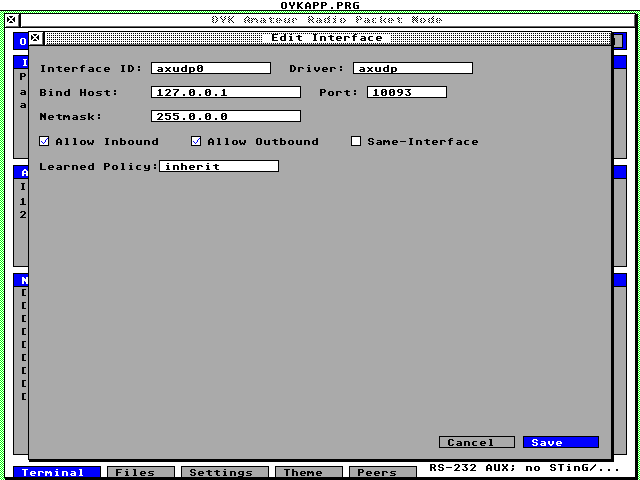 OYKAPP.PRG
OYK Amateur Radio Packet Node
Edit Interface
Interface ID: axudp0 Driver: axudp
Bind Host: 127.0.0.1 Port: 10093
Netmask: 255.0.0.0
Allow Inbound Allow Outbound Same-Interface
Learned Policy: inherit
Cancel Save
Terminal Files Settings Theme Peers RS-232 AUX; no STinG/...